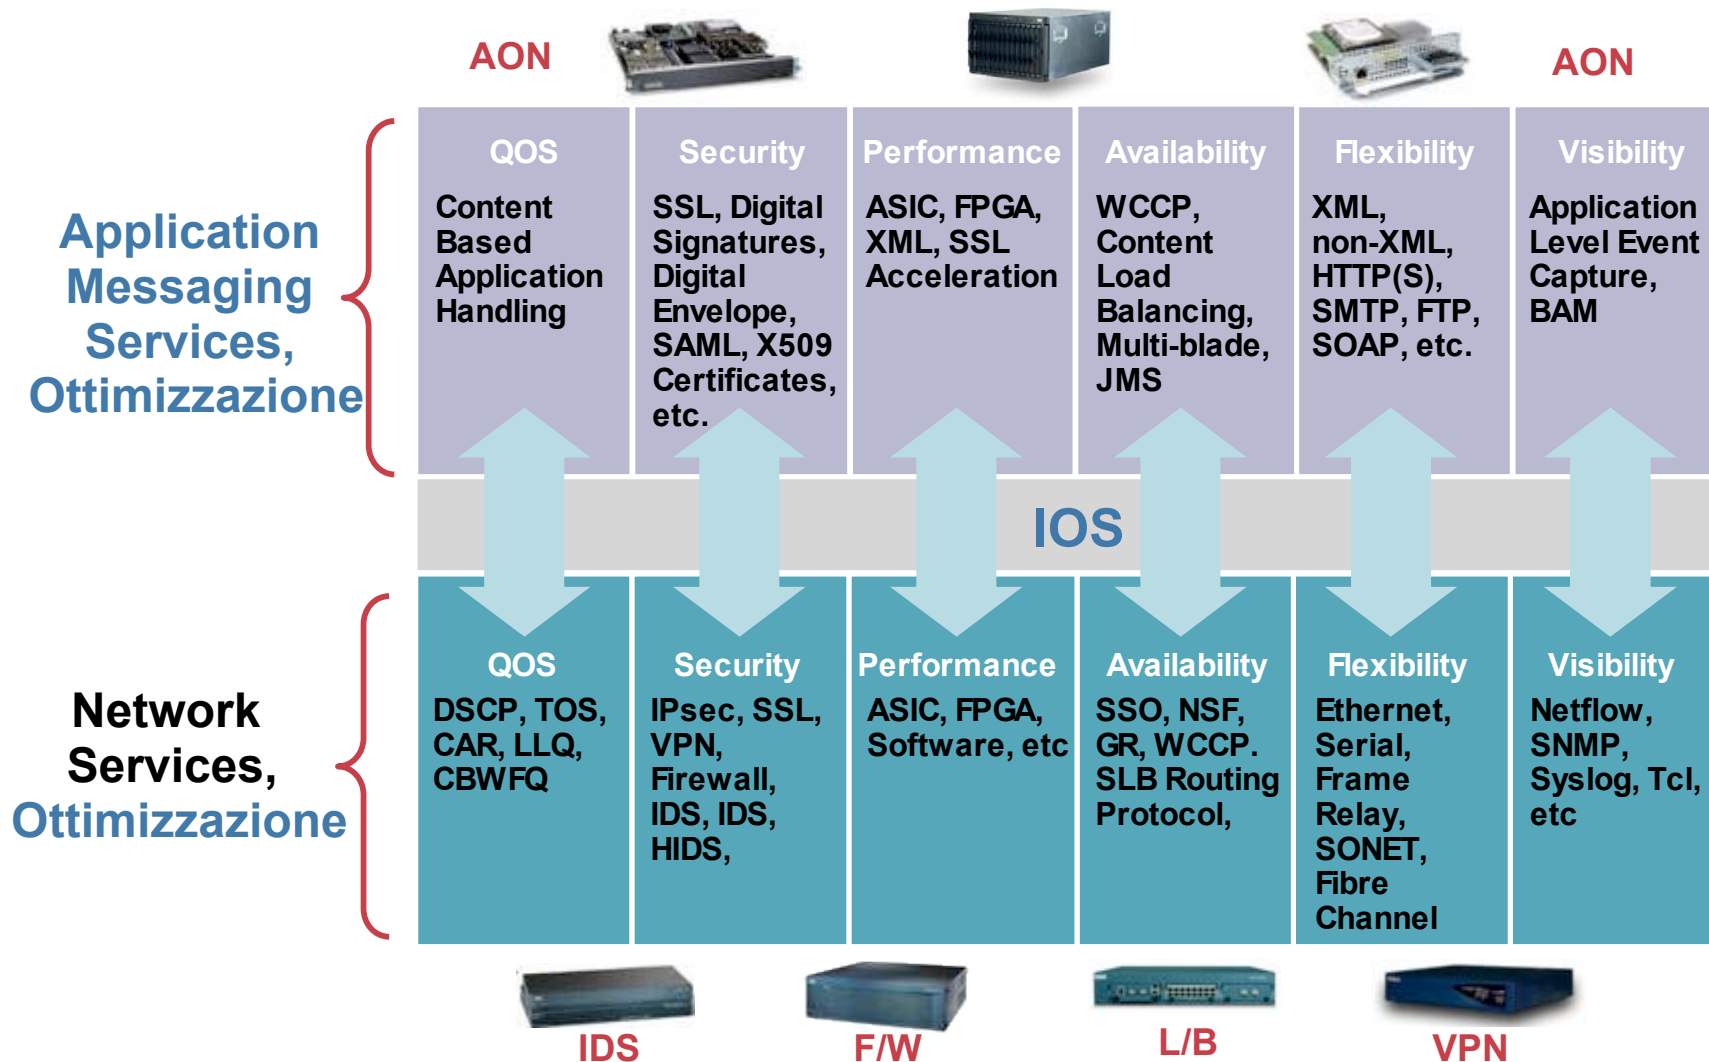 AON
AON
Application
Messaging
Services,
Ottimizzazione
QOS
Content
Based
Application
Handling
Security
SSL, Digital
Signatures,
Digital
Envelope,
SAML, X509
Certificates,
etc.
Performance
ASIC, FPGA,
XML, SSL
Acceleration
Availability
WCCP,
Content
Load
Balancing,
Multi-blade,
JMS
Flexibility
XML,
non-XML,
HTTP(S),
SMTP, FTP,
SOAP, etc.
Visibility
Application
Level Event
Capture,
BAM
IOS
Network
Services,
Ottimizzazione
QOS
DSCP, TOS,
CAR, LLQ,
CBWFQ
Security
IPsec, SSL,
VPN,
Firewall,
IDS, IDS,
HIDS,
Performance
ASIC, FPGA,
Software, etc
Availability
SSO, NSF,
GR, WCCP.
SLB Routing
Protocol,
Flexibility
Ethernet,
Serial,
Frame
Relay,
SONET,
Fibre
Channel
Visibility
Netflow,
SNMP,
Syslog, Tcl,
etc
IDS
F/W
L/B
VPN